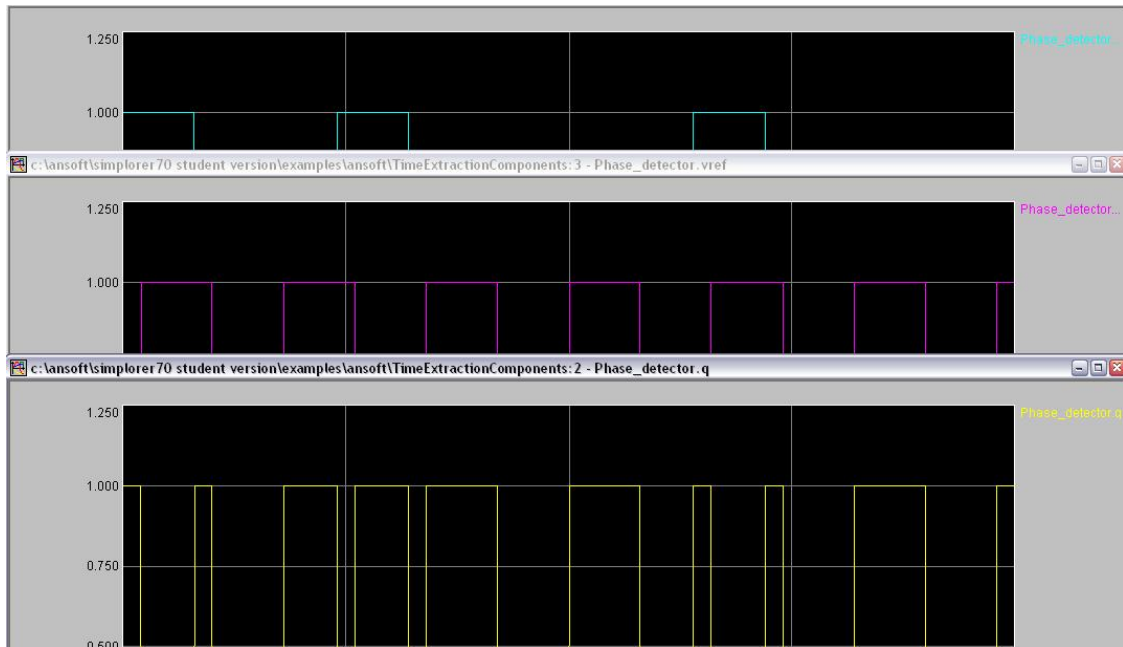 1.250
Phase_detector...
1.000
c:\ansoft\simplorer70 student version\examples\ansoft\TimeExtractionComponents:3 - Phase_detector.vref
1.250
Phase_detector...
1.000
c:\ansoft\simplorer70 student version\examples\ansoft\TimeExtractionComponents:2 - Phase_detector.q
1.250
Phase_detector.q
1.000
0.750